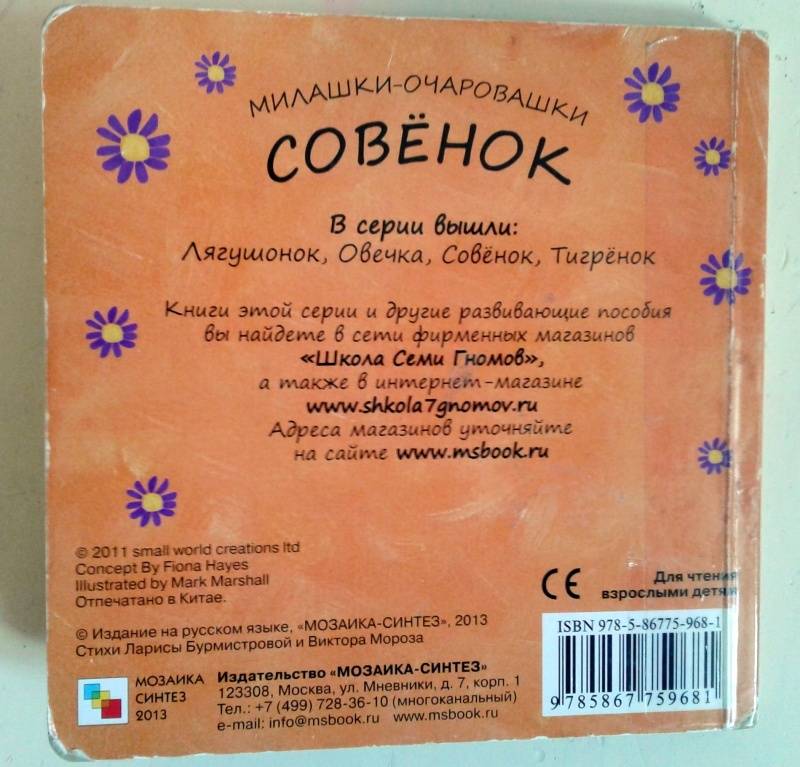 МИЛАШКИ-ОЧАРОВАШКИ
СОВЁНОК
В серии вышли:
Лягушонок, Овечка, Совёнок, Тигрёнок
Книги этой серии и другие развивающие пособия
вы найдете в сети фирменных магазинов
«Школа Семи Гномов»,
а также в интернет-магазине
www.shkola7gnomov.ru
Адреса магазинов уточняйте
на сайте www.msbook.ru
© 2011 small world creations ltd
Concept By Fiona Hayes
Illustrated by Mark Marshall
Отпечатано в Китае.
© Издание на русском языке, «МОЗАИКА-СИНТЕЗ», 2013
Стихи Ларисы Бурмистровой и Виктора Мороза
МОЗАИКА
СИНТЕЗ
2013
Издательство «МОЗАИКА-СИНТЕЗ»
123308, Москва, ул. Мневники, д. 7, корп. 1
Тел.: +7 (499) 728-36-10 (многоканальный)
e-mail: info@msbook.ru www.msbook.ru
CE
Для чтения
взрослыми детям
ISBN 978-5-86775-968-1
9 785867 759681